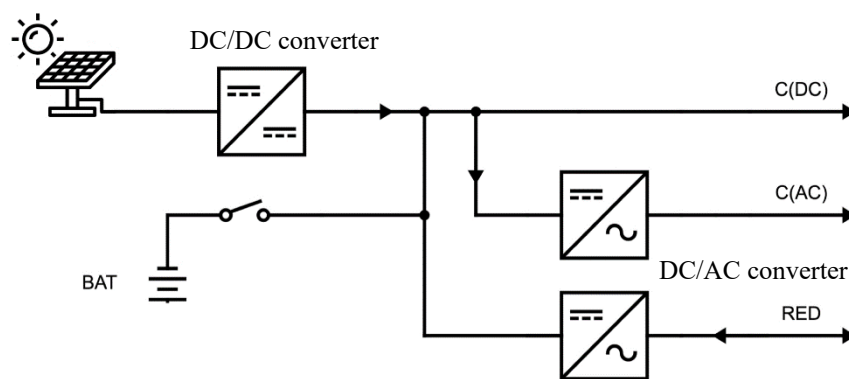 DC/DC converter
C(DC)
C(AC)
BAT
DC/AC converter
RED